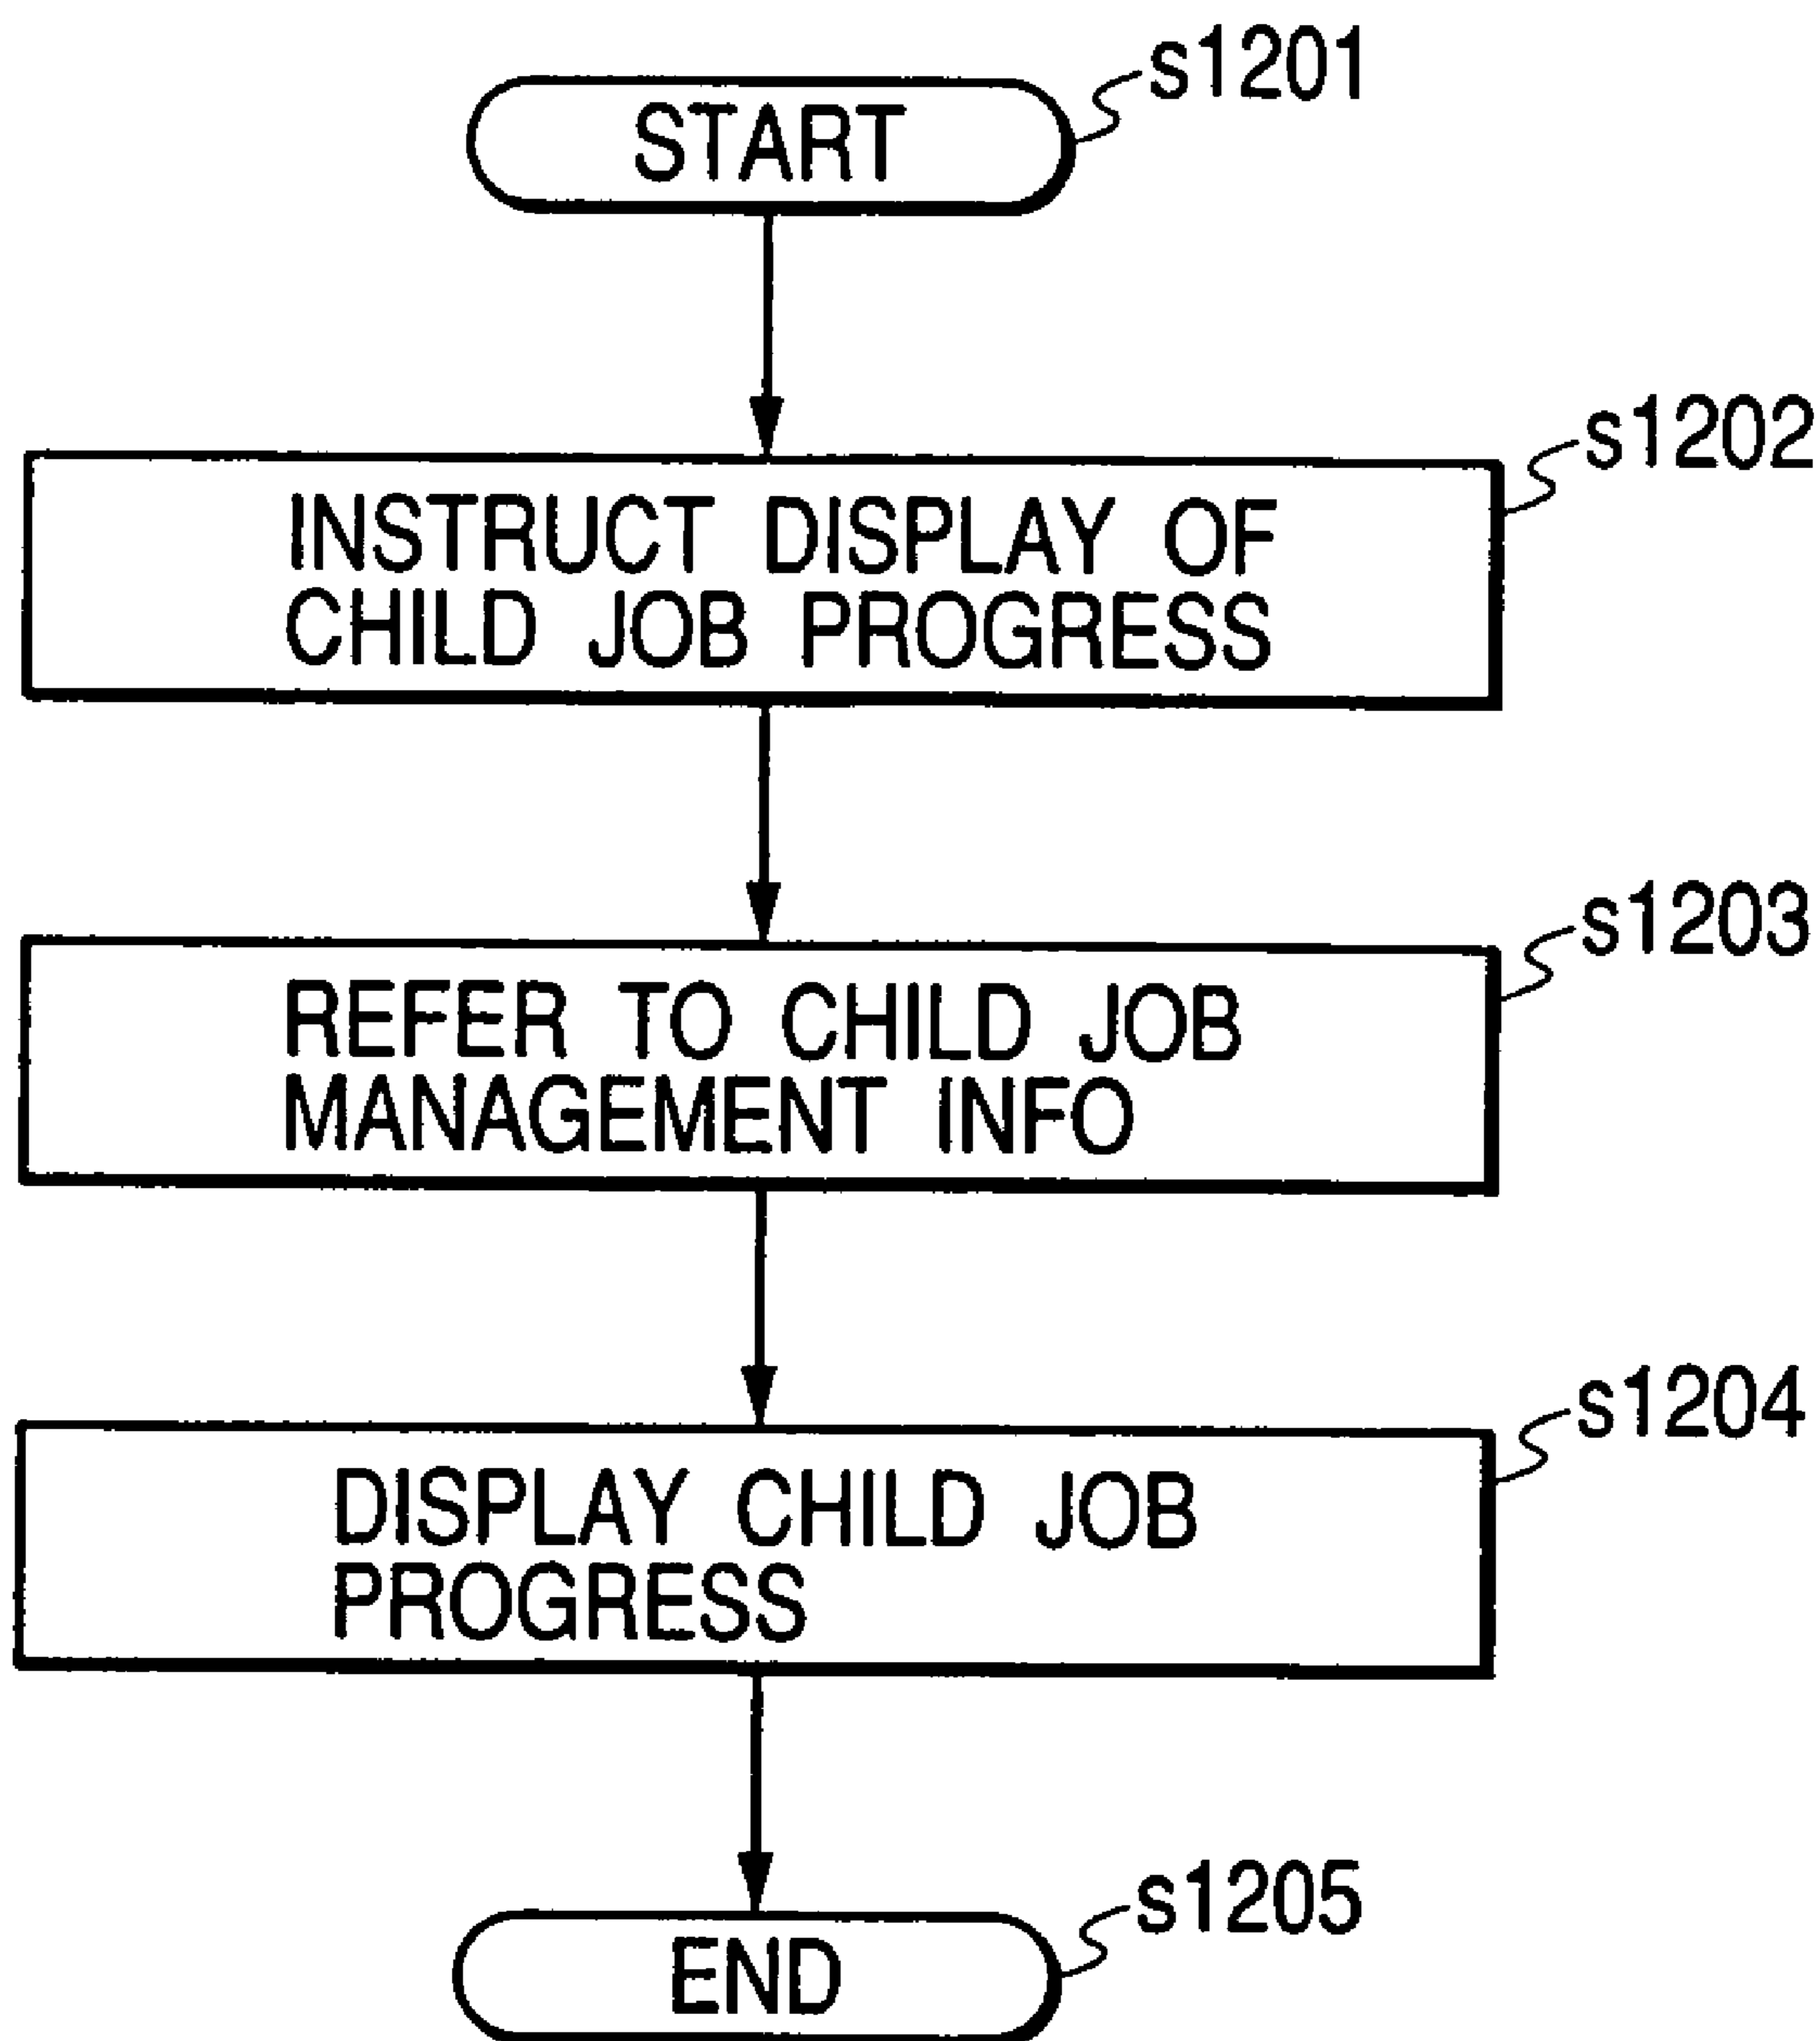 START
s1201
INSTRUCT DISPLAY OF
CHILD JOB PROGRESS
s1202
REFER TO CHILD JOB
MANAGEMENT INFO
s1203
DISPLAY CHILD JOB
PROGRESS
s1204
END
s1205